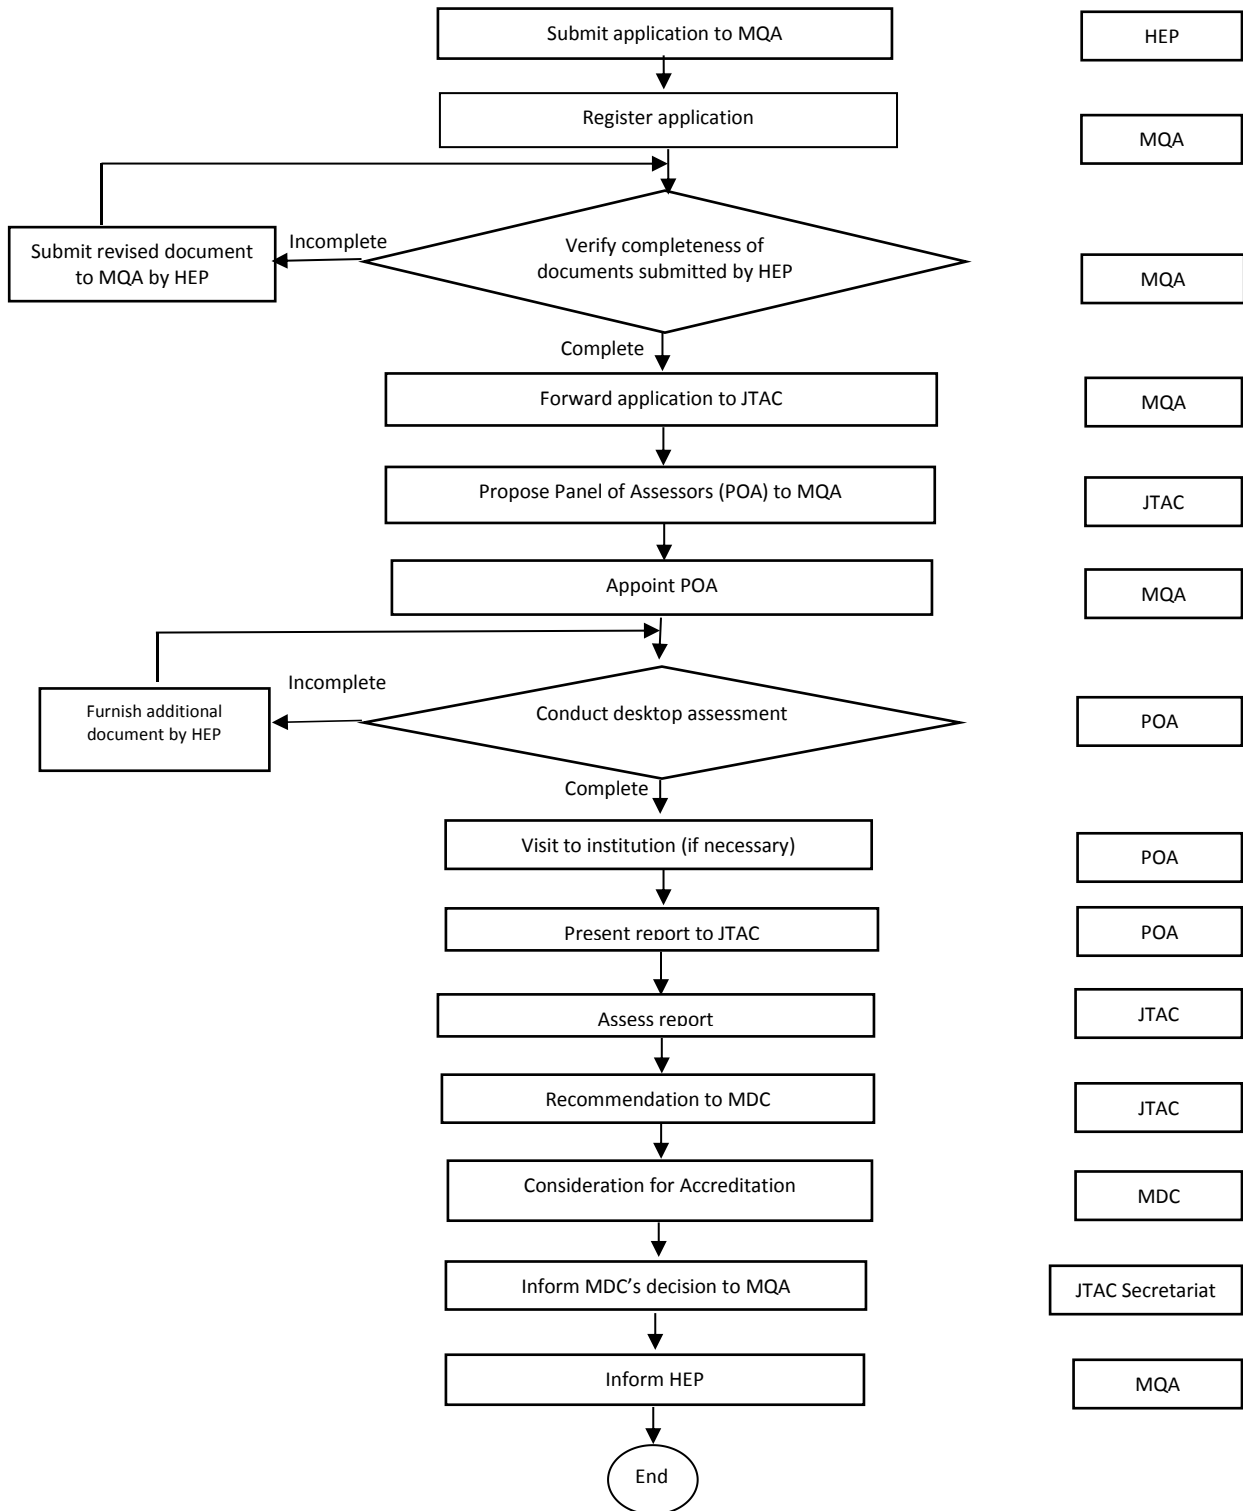 Submit application to MQA
HEP
Register application
MQA
Submit revised document
to MQA by HEP
Incomplete
Verify completeness of
documents submitted by HEP
MQA
Complete
Forward application to JTAC
MQA
Propose Panel of Assessors (POA) to MQA
JTAC
Appoint POA
MQA
Furnish additional
document by HEP
Incomplete
Conduct desktop assessment
POA
Complete
Visit to institution (if necessary)
POA
Present report to JTAC
POA
Assess report
JTAC
Recommendation to MDC
JTAC
Consideration for Accreditation
MDC
Inform MDC’s decision to MQA
JTAC Secretariat
Inform HEP
MQA
End